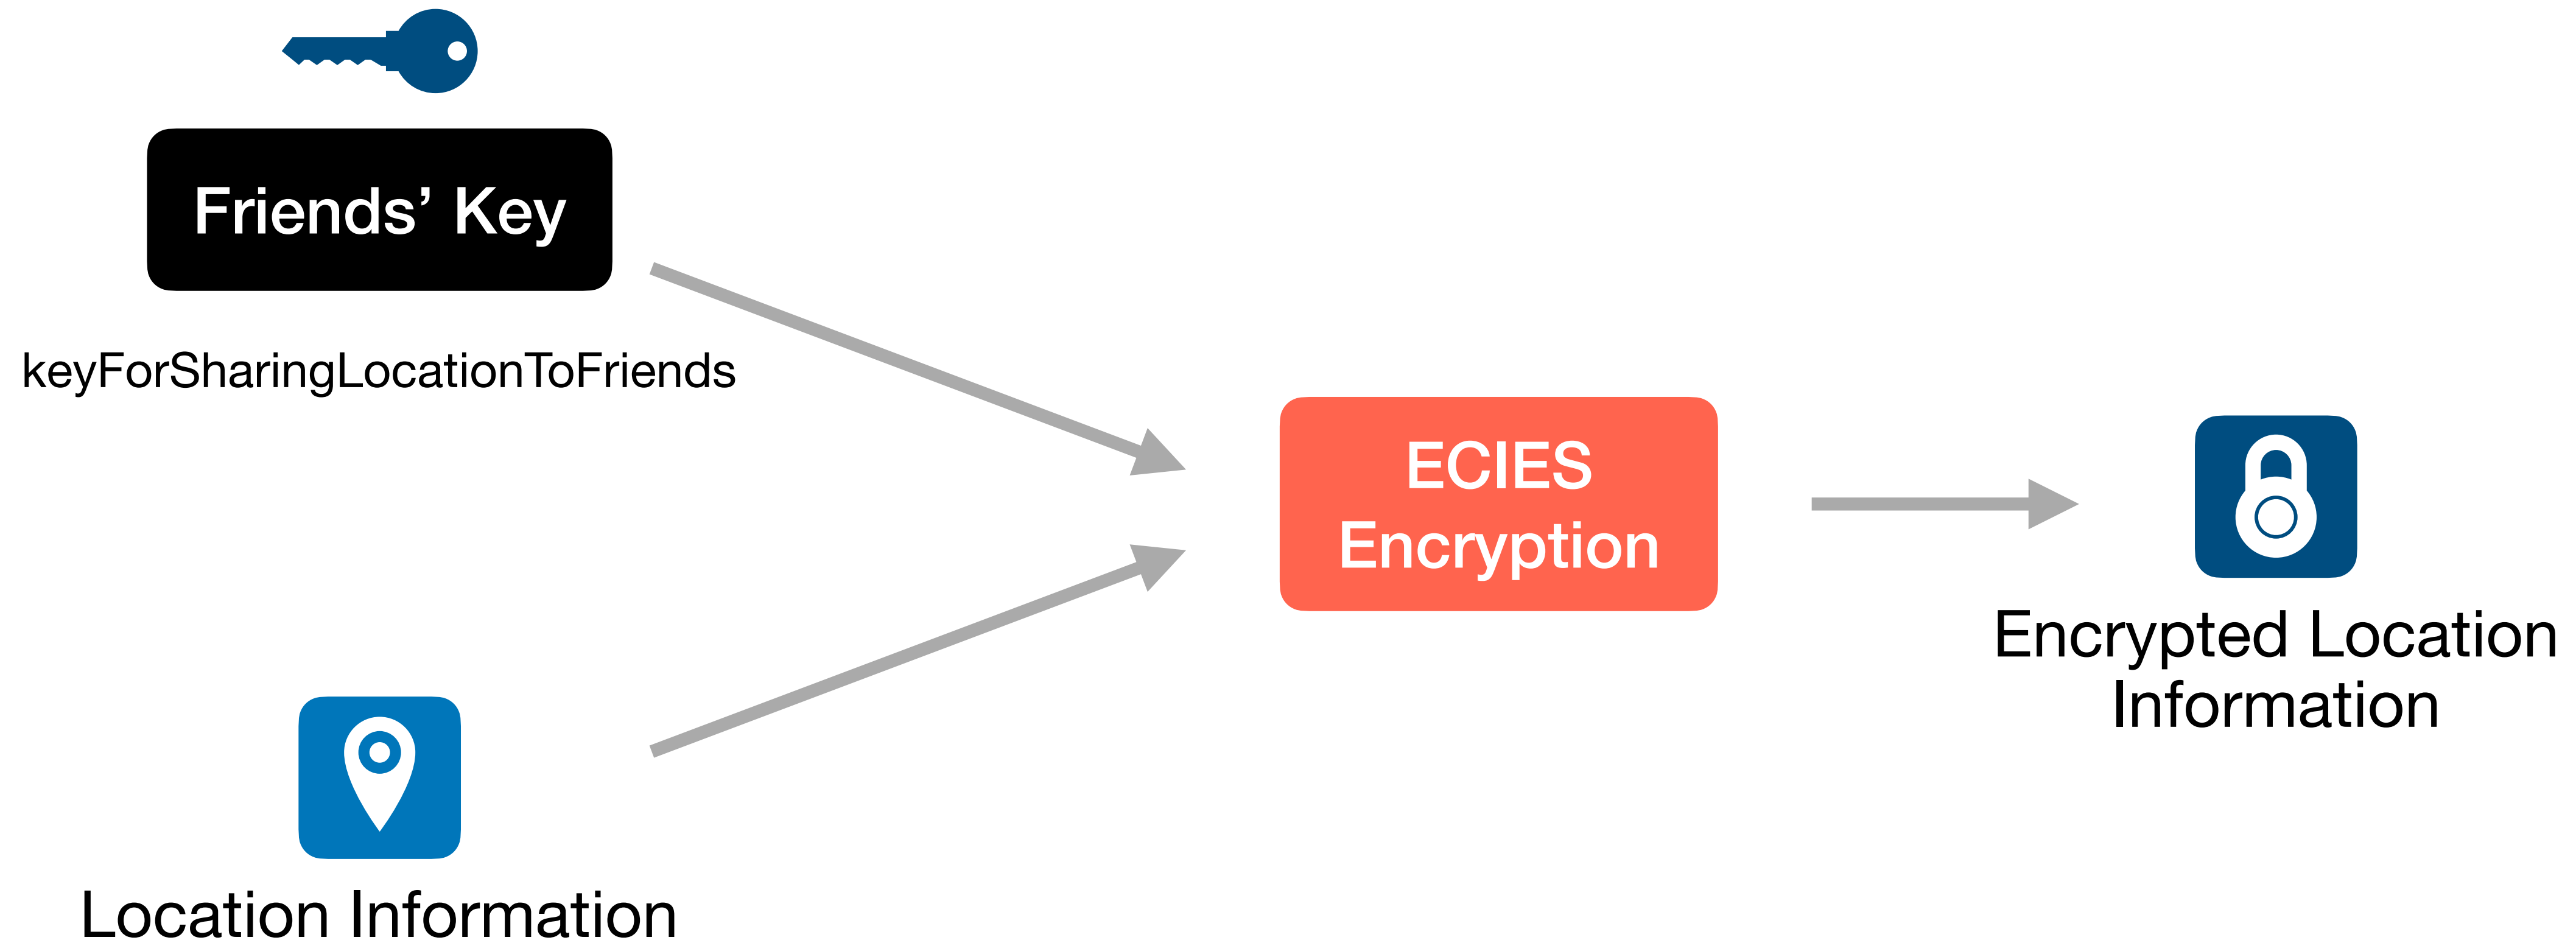 Friends’ Key
keyForSharingLocationToFriends
ECIES
Encryption
Encrypted Location
Information
Location Information